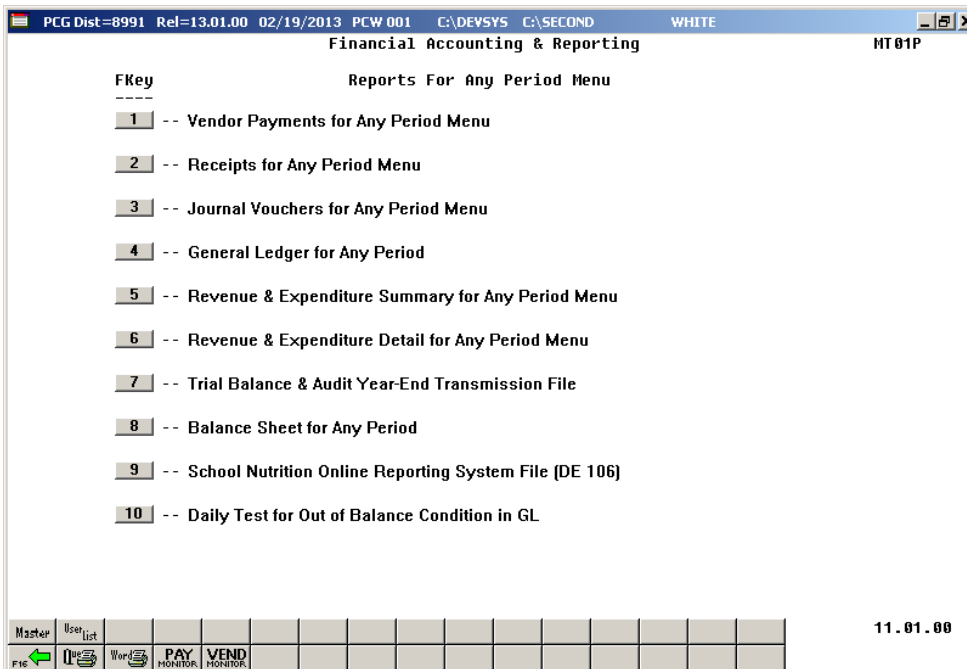 PCG Dist=8991 Rel=13.01.00 02/19/2013 PCW 001 C:\DEVSYS C:\SECOND WHITE
Financial Accounting & Reporting MT01P
FKey Reports For Any Period Menu
----
1 -- Vendor Payments for Any Period Menu
2 -- Receipts for Any Period Menu
3 -- Journal Vouchers for Any Period Menu
4 -- General Ledger for Any Period
5 -- Revenue & Expenditure Summary for Any Period Menu
6 -- Revenue & Expenditure Detail for Any Period Menu
7 -- Trial Balance & Audit Year-End Transmission File
8 -- Balance Sheet for Any Period
9 -- School Nutrition Online Reporting System File (DE 106)
10 -- Daily Test for Out of Balance Condition in GL
Master User List 11.01.00
F16 Que Word PAY MONITOR VEND MONITOR